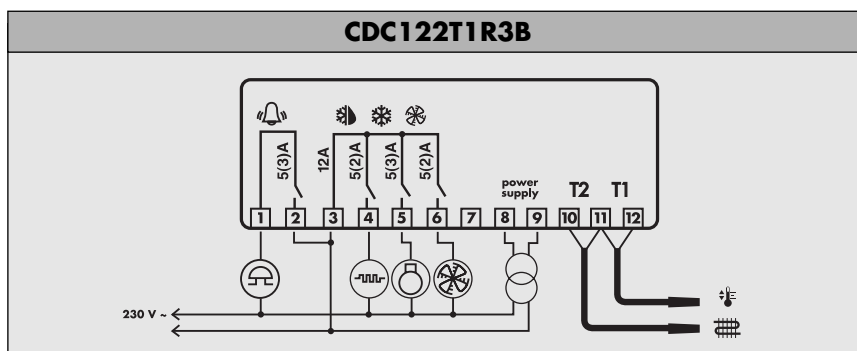 CDC122T1R3B
5(3)A
12A
5(2)A
5(3)A
5(2)A
power
supply
T2
T1
1 2 3 4 5 6 7 8 9 10 11 12
230 V ~